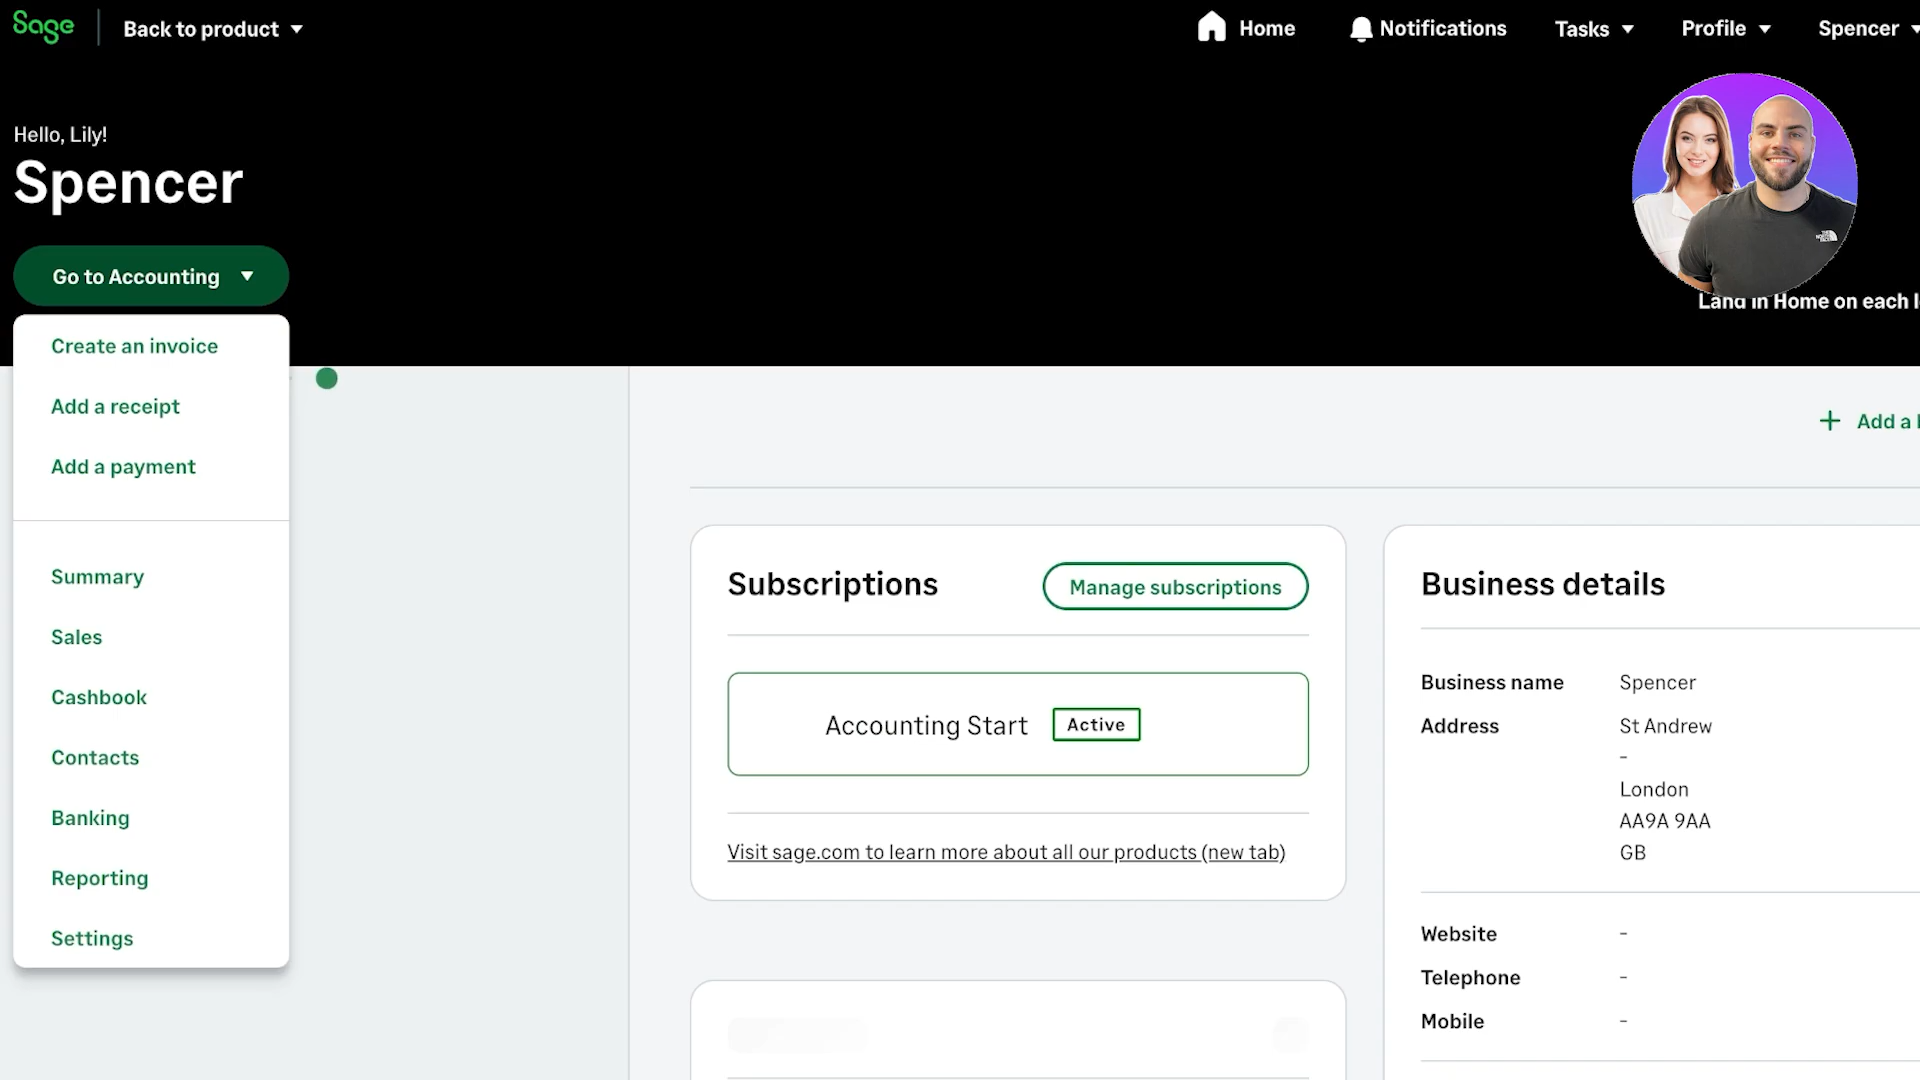 Sage
Back to product
Home
Notifications
Tasks
Profile
Spencer
Hello, Lily!
Spencer
Go to Accounting
Land in Home on each
Create an invoice
Add a receipt
Add a payment
Summary
Sales
Cashbook
Contacts
Banking
Reporting
Settings
+ Add a
Subscriptions
Manage subscriptions
Accounting Start
Active
Visit sage.com to learn more about all our products (new tab)
Business details
Business name Spencer
Address St Andrew
-
London
AA9A 9AA
GB
Website -
Telephone -
Mobile -